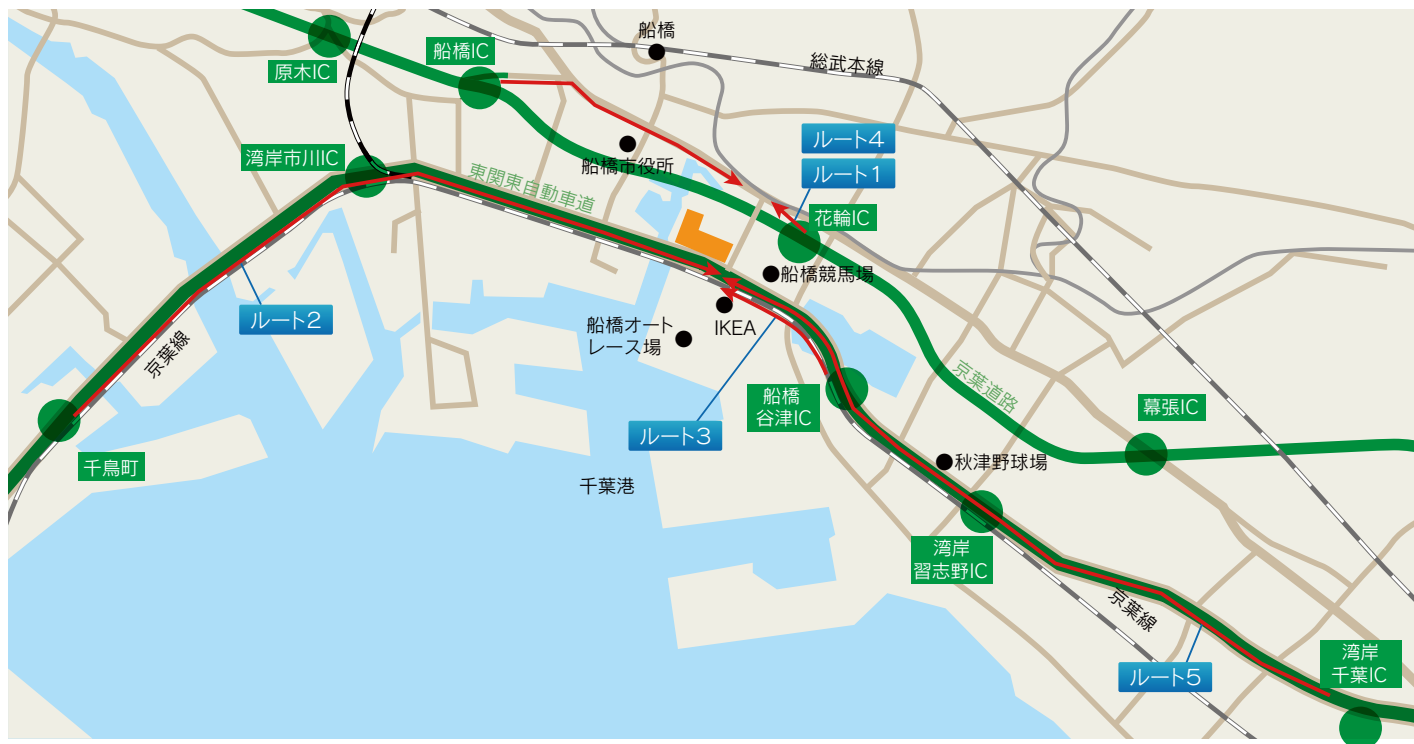 船橋
船橋IC
原木IC
総武本線
ルート4
船橋市役所
湾岸市川IC
ルート1
東関東自動車道
花輪IC
船橋競馬場
ルート2
船橋オート
レース場
IKEA
京葉線
船橋
谷津IC
京葉道路
幕張IC
ルート3
千鳥町
秋津野球場
千葉港
湾岸
習志野IC
京葉線
湾岸
千葉IC
ルート5